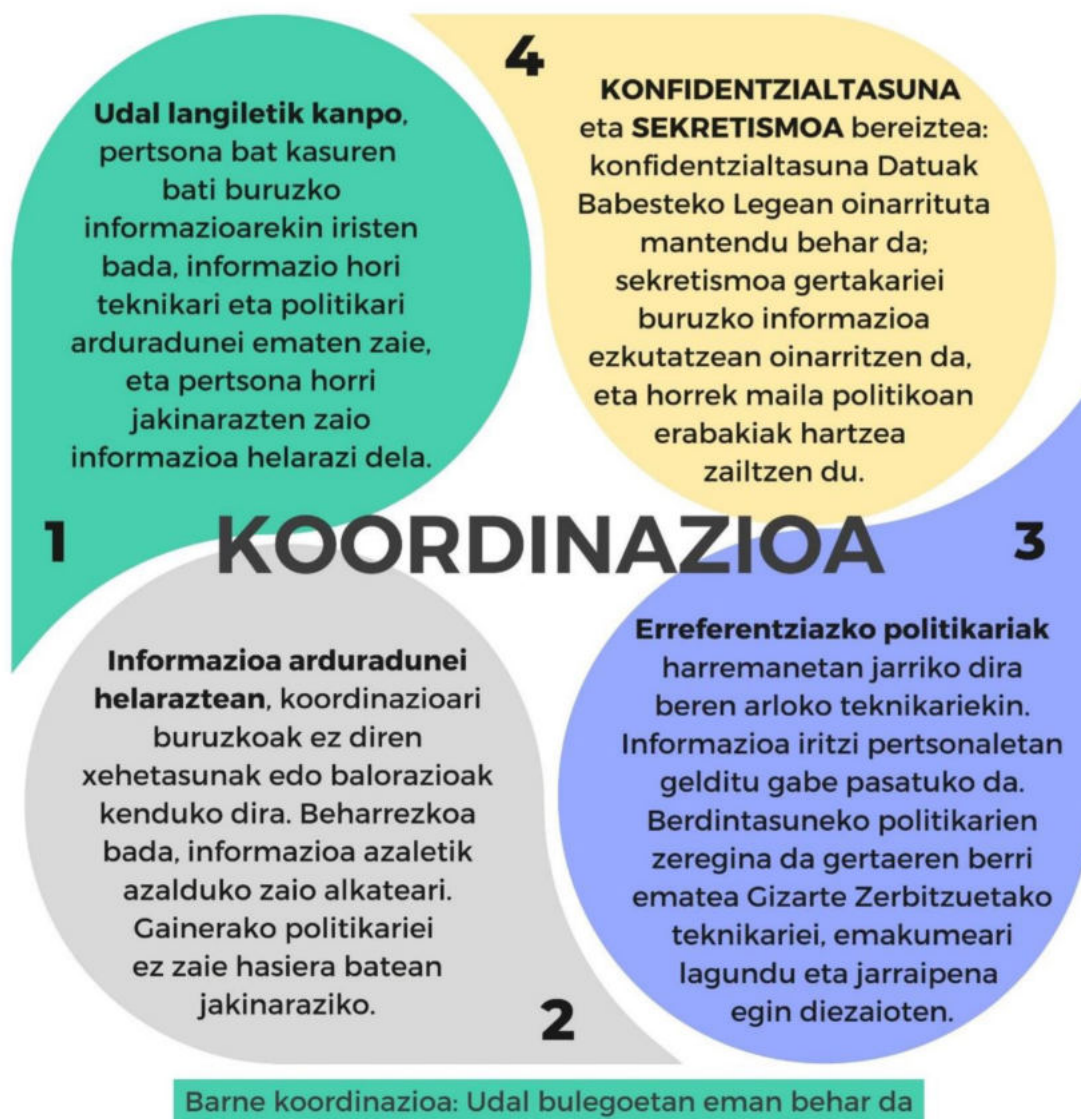 Udal langiletik kanpo,
pertsona bat kasuren
bati buruzko
informazioarekin iristen
bada, informazio hori
teknikari eta politikari
arduradunei ematen zaie,
eta pertsona horri
jakinarazten zaio
informazioa helarazi dela.
1
KOORDINAZIOA
Informazioa arduradunei
helaraztean, koordinazioari
buruzkoak ez diren
xehetasunak edo balorazioak
kenduko dira. Beharrezkoa
bada, informazioa azaletik
azalduko zaio alkateari.
Gainerako politikariei
ez zaie hasiera batean
jakinaraziko.
2
3
Erreferentziazko politikariak
harremanetan jarriko dira
beren arloko teknikariekin.
Informazioa iritzi pertsonaletan
gelditu gabe pasatuko da.
Berdintasuneko politikarien
zeregina da gertaeren berri
ematea Gizarte Zerbitzuetako
teknikariei, emakumeari
lagundu eta jarraipena
egin diezaioten.
4
KONFIDENTZIALTASUNA
eta SEKRETISMOA bereiztea:
konfidentzialtasuna Datuak
Babesteko Legean oinarrituta
mantendu behar da;
sekretismoa gertakariei
buruzko informazioa
ezkutatzean oinarritzen da,
eta horrek maila politikoan
erabakiak hartzea
zailtzen du.
Barne koordinazioa: Udal bulegoetan eman behar da